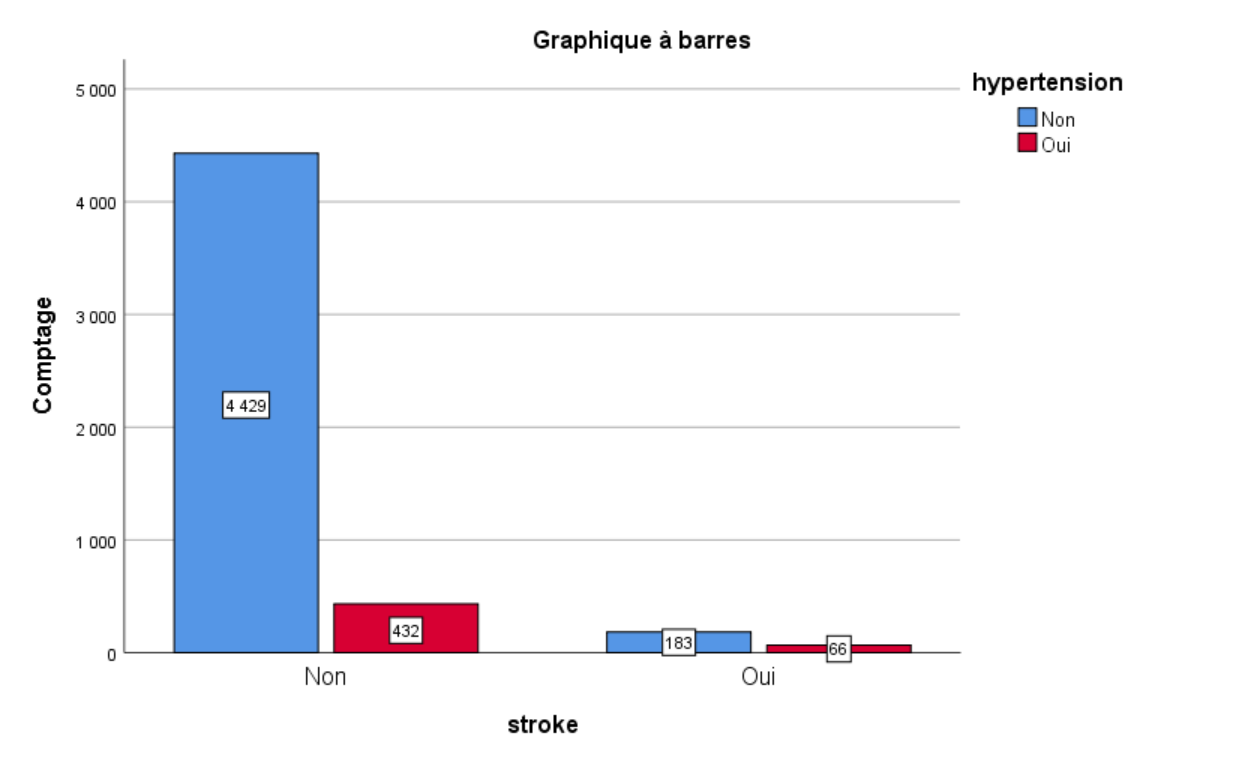 Graphique à barres
hypertension
Non
Oui
Comptage
5 000
4 000
3 000
2 000
1 000
0
4 429
432
183
66
Non
Oui
stroke